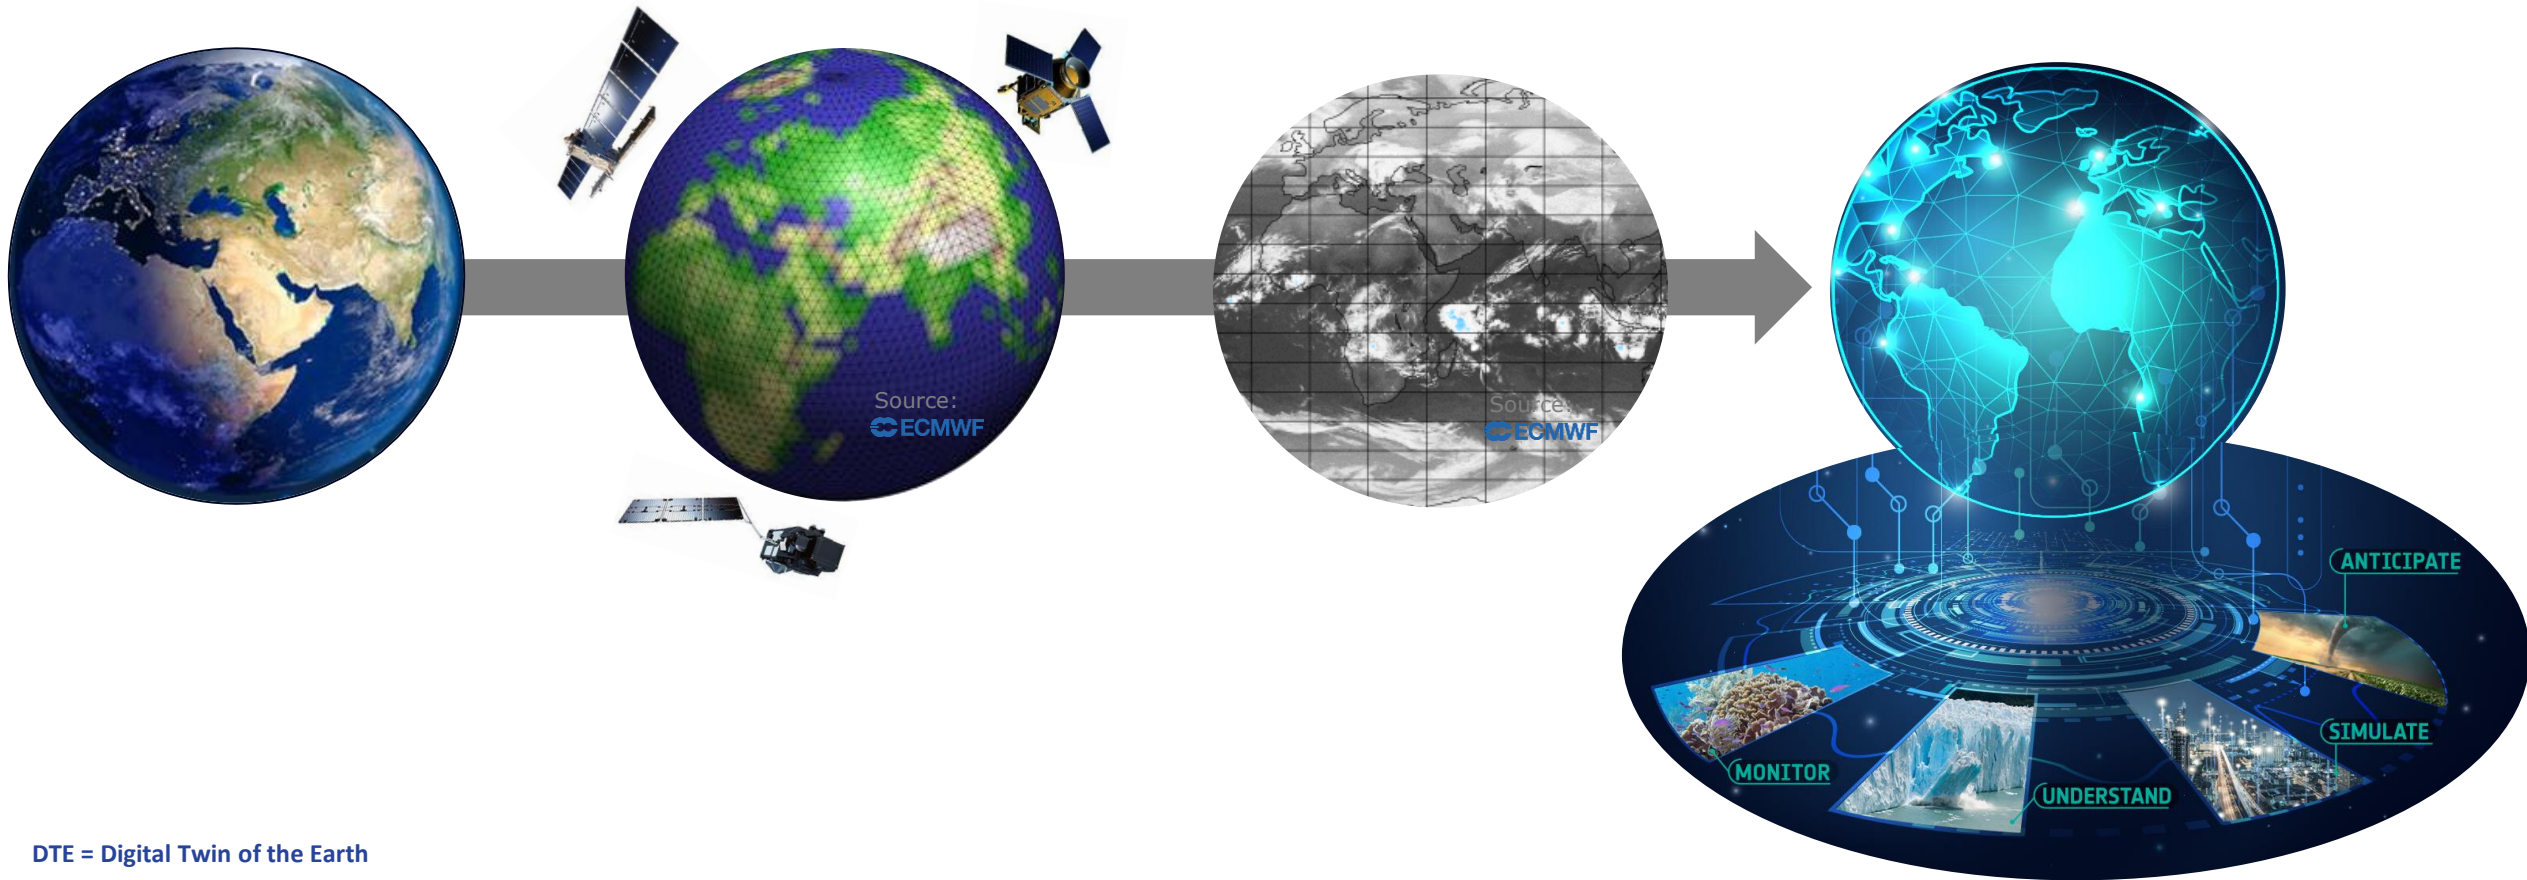 Source:
ECMWF
Source:
ECMWF
ANTICIPATE
SIMULATE
MONITOR
UNDERSTAND
DTE = Digital Twin of the Earth